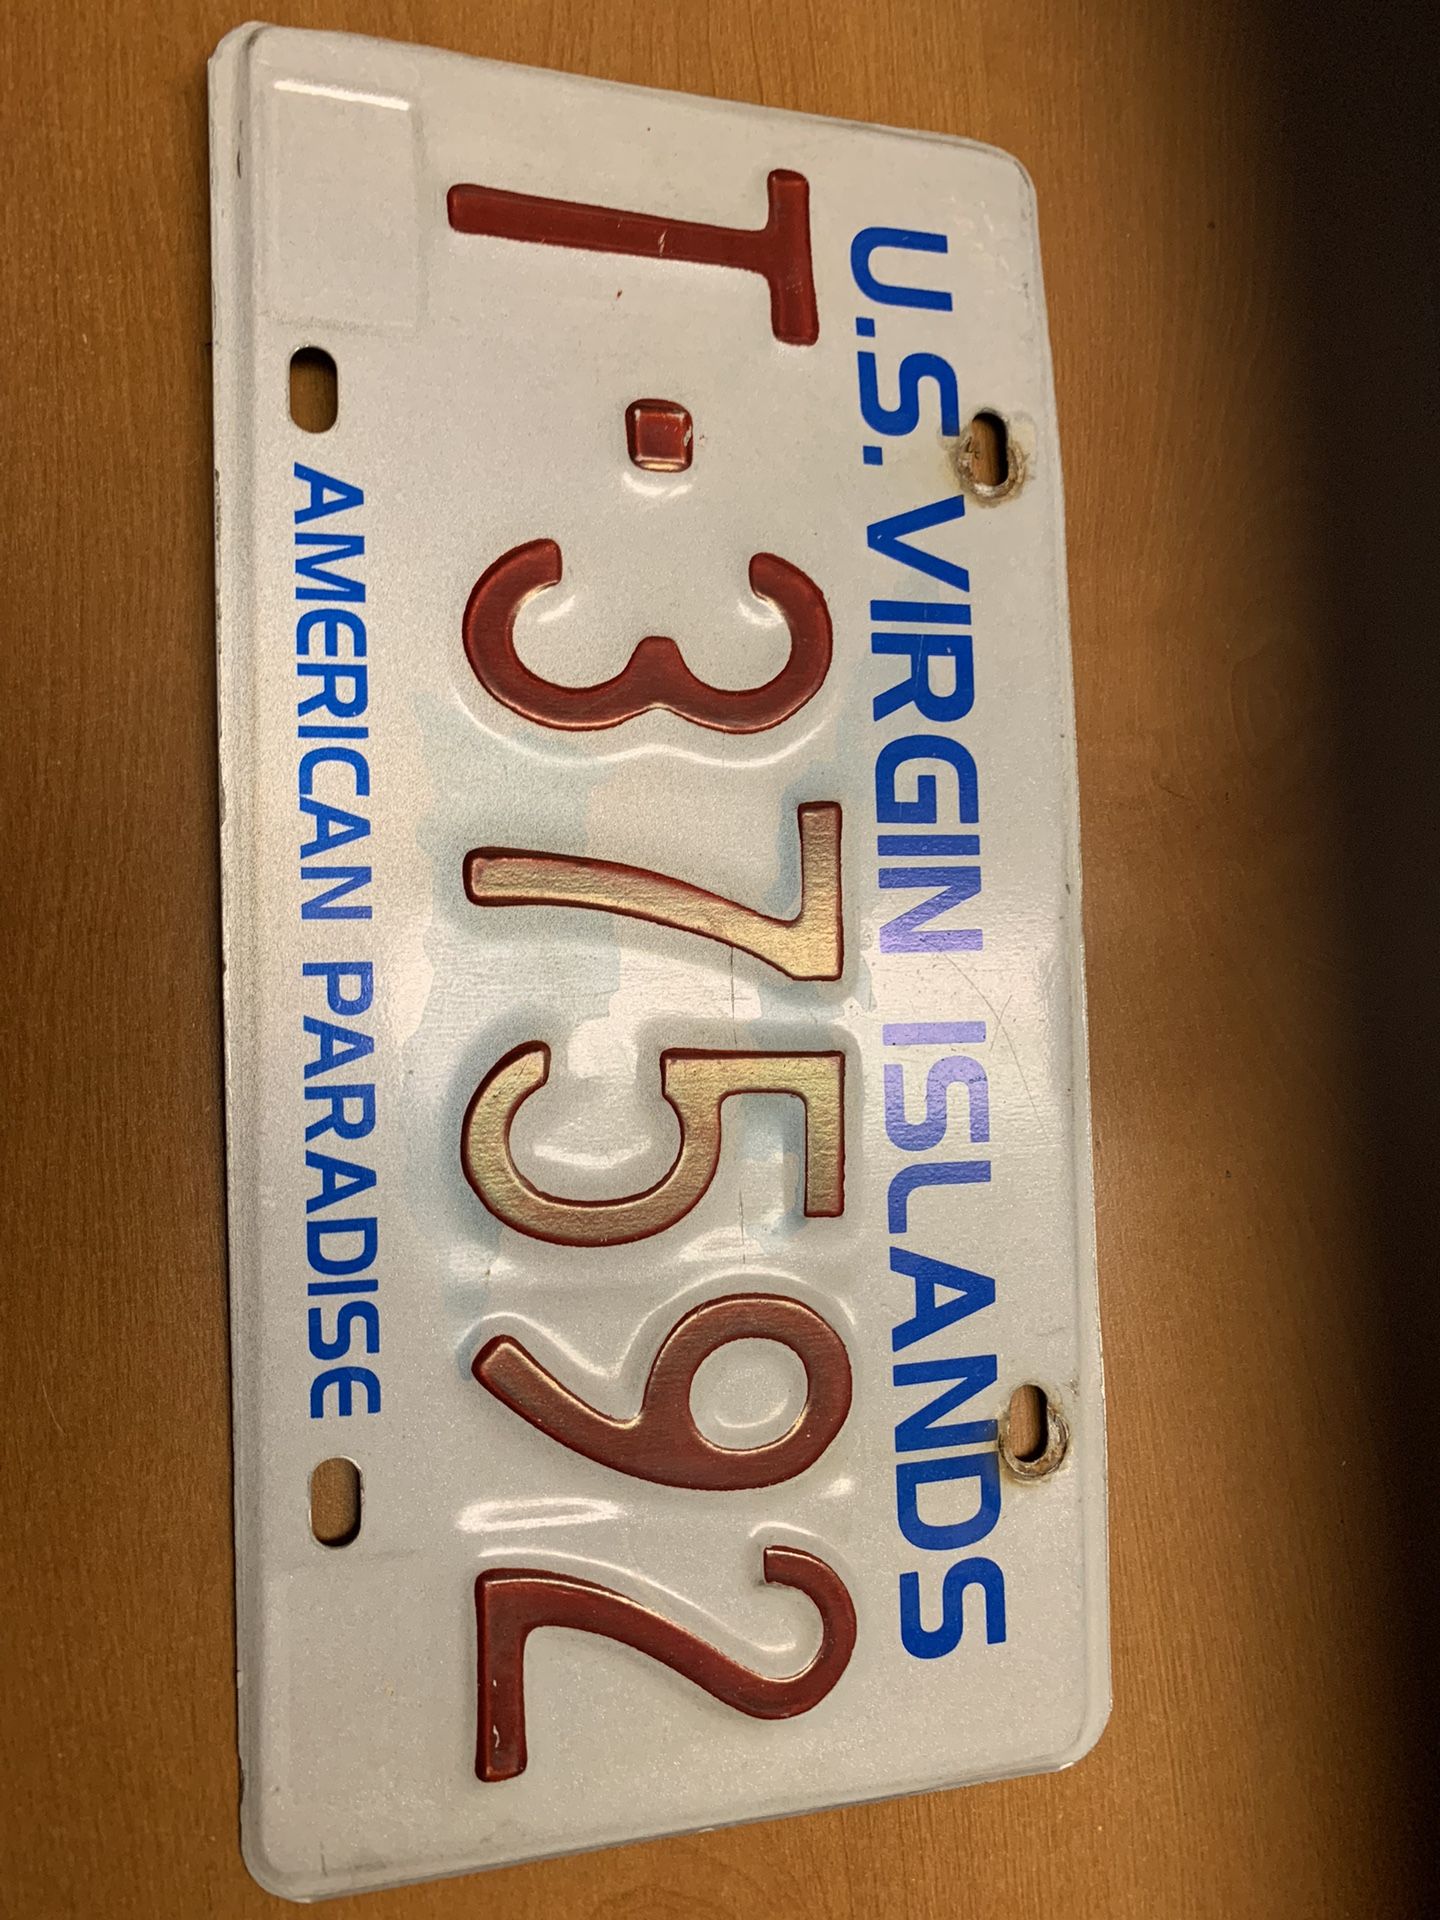 U.S. VIRGIN ISLANDS
T·37592
AMERICAN PARADISE